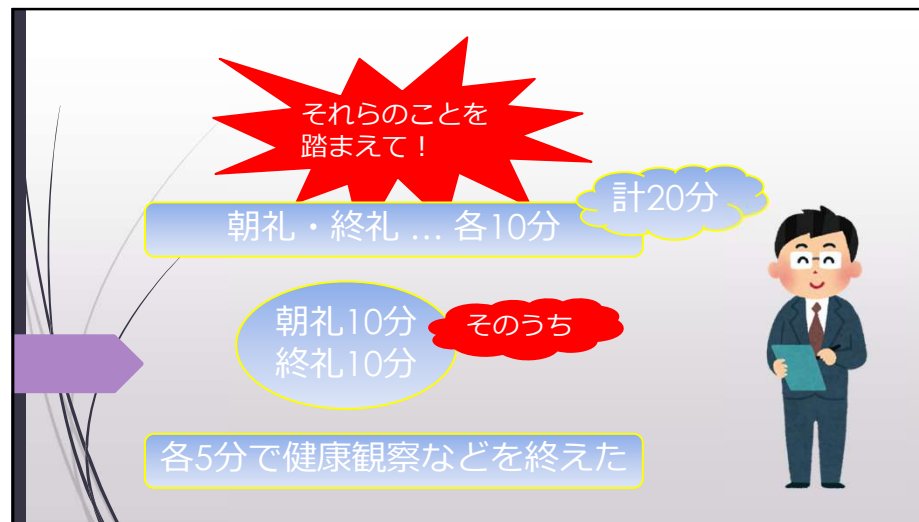 それらのことを
踏まえて！
計20分
朝礼・終礼 … 各10分
朝礼10分
終礼10分
そのうち
各5分で健康観察などを終えた